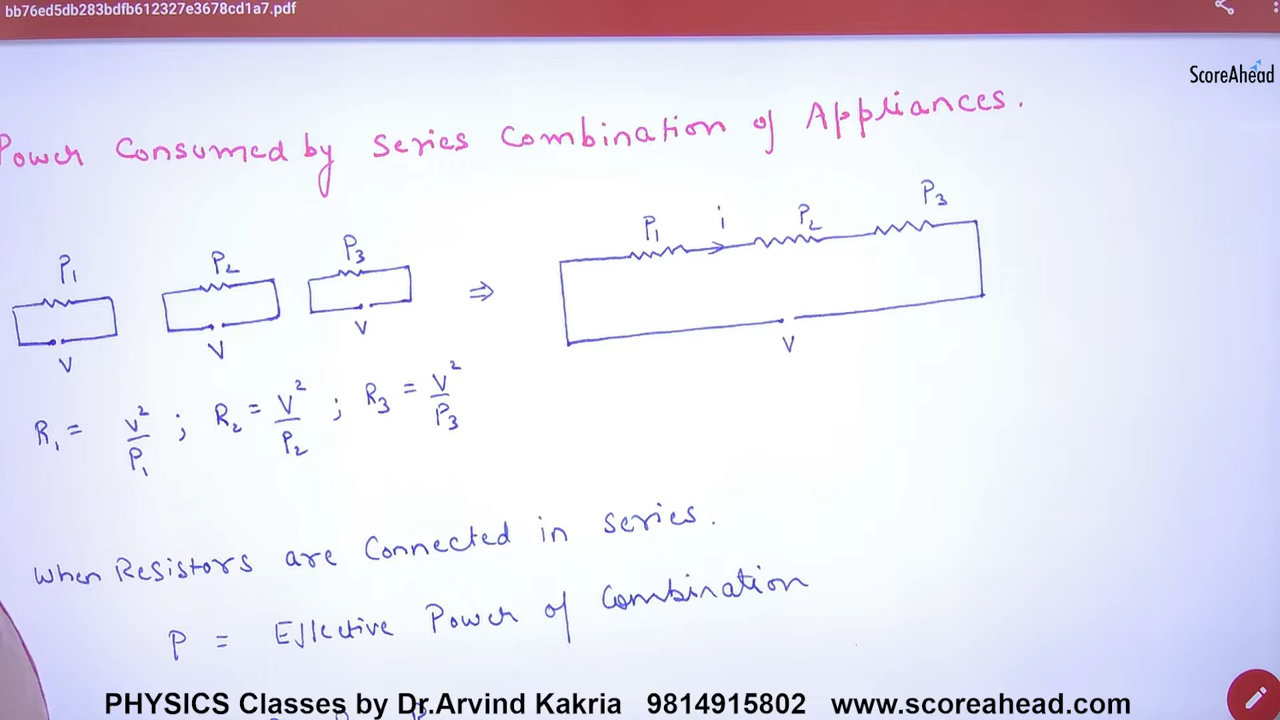 bb76ed5db283bdfb612327e3678cd1a7.pdf
ScoreAhead
Power Consumed by Series Combination of Appliances.
P₁ P₂ P₃ ⇒ P₁ i P₂ P₃
V V V V
R₁ = V²/P₁ ; R₂ = V²/P₂ ; R₃ = V²/P₃
When Resistors are Connected in series.
P = Effective Power of Combination
PHYSICS Classes by Dr.Arvind Kakria 9814915802 www.scoreahead.com